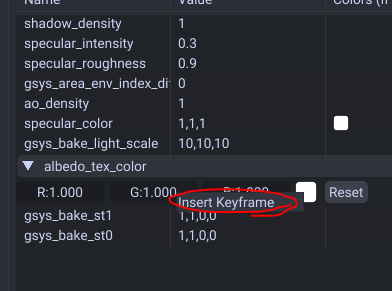 Name Value Colors (If
shadow_density 1
specular_intensity 0.3
specular_roughness 0.9
gsys_area_env_index_di 0
ao_density 1
specular_color 1,1,1
gsys_bake_light_scale 10,10,10
albedo_tex_color
R:1.000 G:1.000 B:1.000 Reset
Insert Keyframe
gsys_bake_st1 1,1,0,0
gsys_bake_st0 1,1,0,0